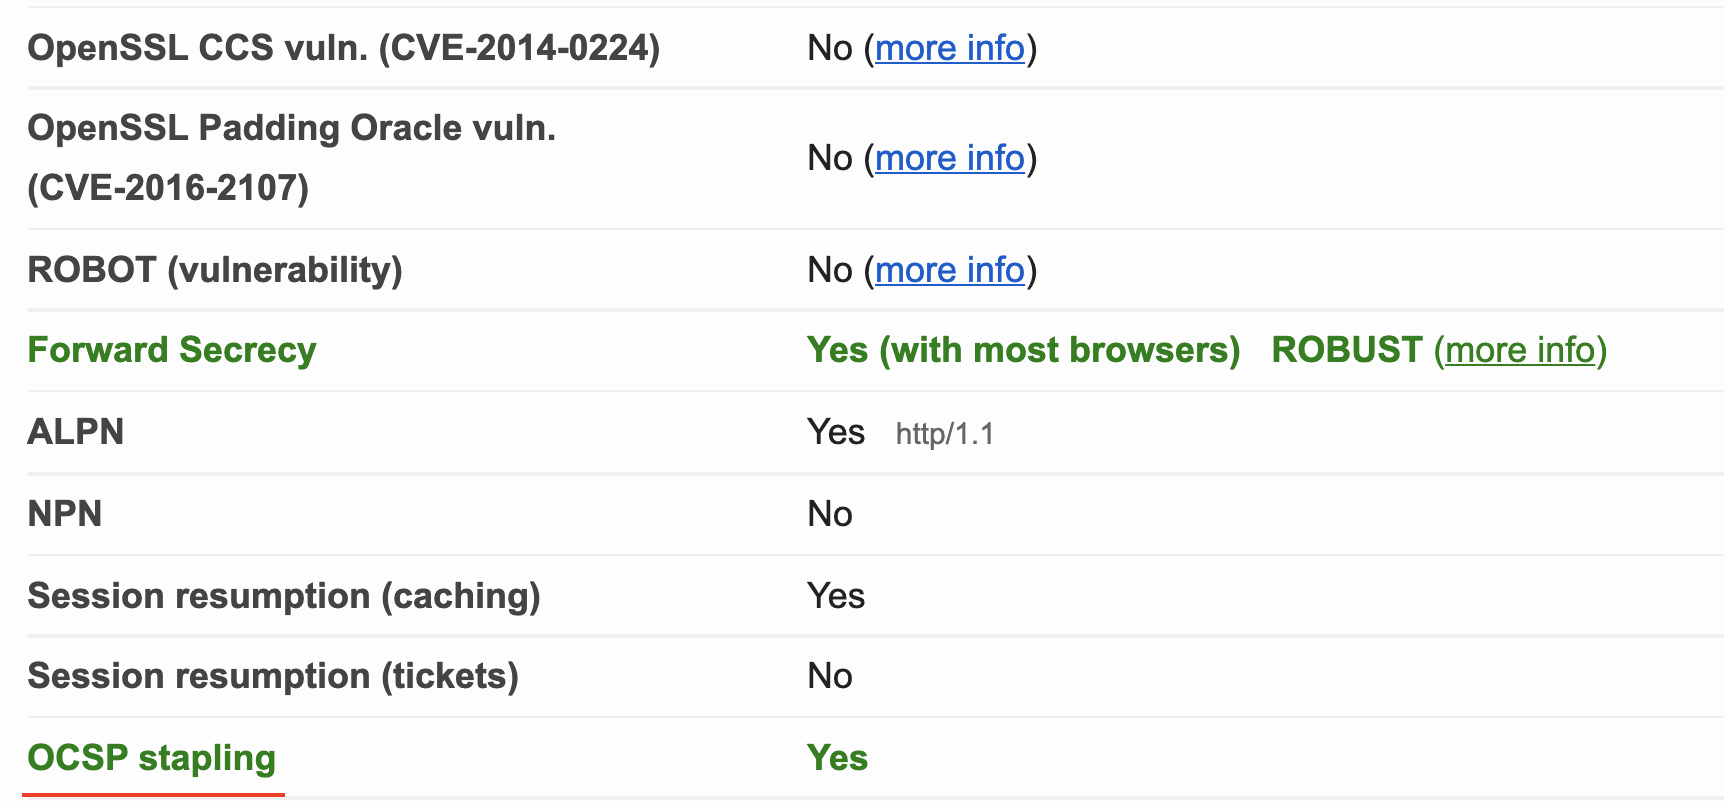 OpenSSL CCS vuln. (CVE-2014-0224) No (more info)
OpenSSL Padding Oracle vuln.
(CVE-2016-2107) No (more info)
ROBOT (vulnerability) No (more info)
Forward Secrecy Yes (with most browsers) ROBUST (more info)
ALPN Yes http/1.1
NPN No
Session resumption (caching) Yes
Session resumption (tickets) No
OCSP stapling Yes